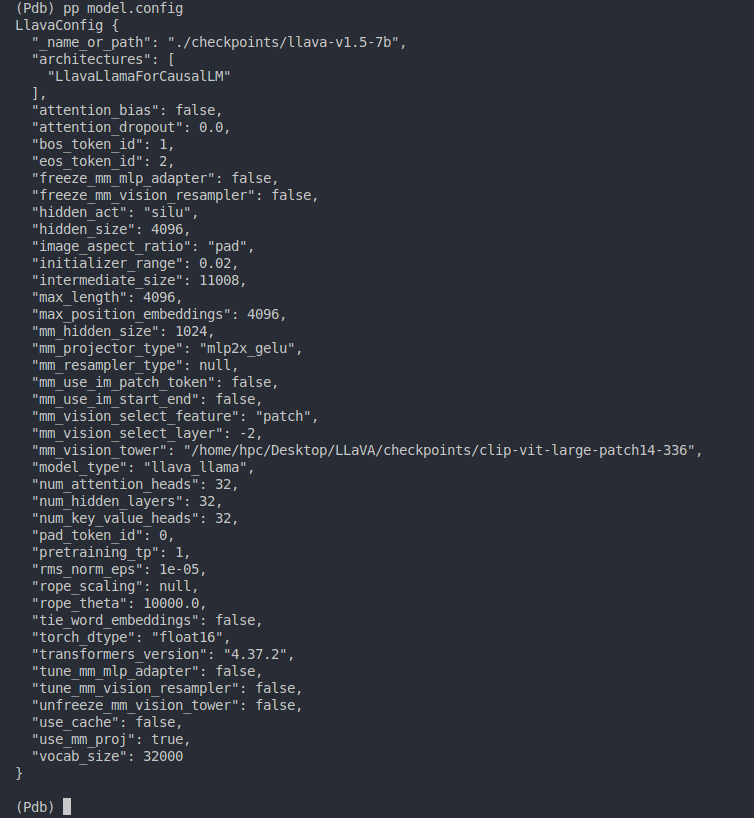 (Pdb) pp model.config
LlavaConfig {
  "_name_or_path": "./checkpoints/llava-v1.5-7b",
  "architectures": [
    "LlavaLlamaForCausalLM"
  ],
  "attention_bias": false,
  "attention_dropout": 0.0,
  "bos_token_id": 1,
  "eos_token_id": 2,
  "freeze_mm_mlp_adapter": false,
  "freeze_mm_vision_resampler": false,
  "hidden_act": "silu",
  "hidden_size": 4096,
  "image_aspect_ratio": "pad",
  "initializer_range": 0.02,
  "intermediate_size": 11008,
  "max_length": 4096,
  "max_position_embeddings": 4096,
  "mm_hidden_size": 1024,
  "mm_projector_type": "mlp2x_gelu",
  "mm_resampler_type": null,
  "mm_use_im_patch_token": false,
  "mm_use_im_start_end": false,
  "mm_vision_select_feature": "patch",
  "mm_vision_select_layer": -2,
  "mm_vision_tower": "/home/hpc/Desktop/LLaVA/checkpoints/clip-vit-large-patch14-336",
  "model_type": "llava_llama",
  "num_attention_heads": 32,
  "num_hidden_layers": 32,
  "num_key_value_heads": 32,
  "pad_token_id": 0,
  "pretraining_tp": 1,
  "rms_norm_eps": 1e-05,
  "rope_scaling": null,
  "rope_theta": 10000.0,
  "tie_word_embeddings": false,
  "torch_dtype": "float16",
  "transformers_version": "4.37.2",
  "tune_mm_mlp_adapter": false,
  "tune_mm_vision_resampler": false,
  "unfreeze_mm_vision_tower": false,
  "use_cache": false,
  "use_mm_proj": true,
  "vocab_size": 32000
}
(Pdb)